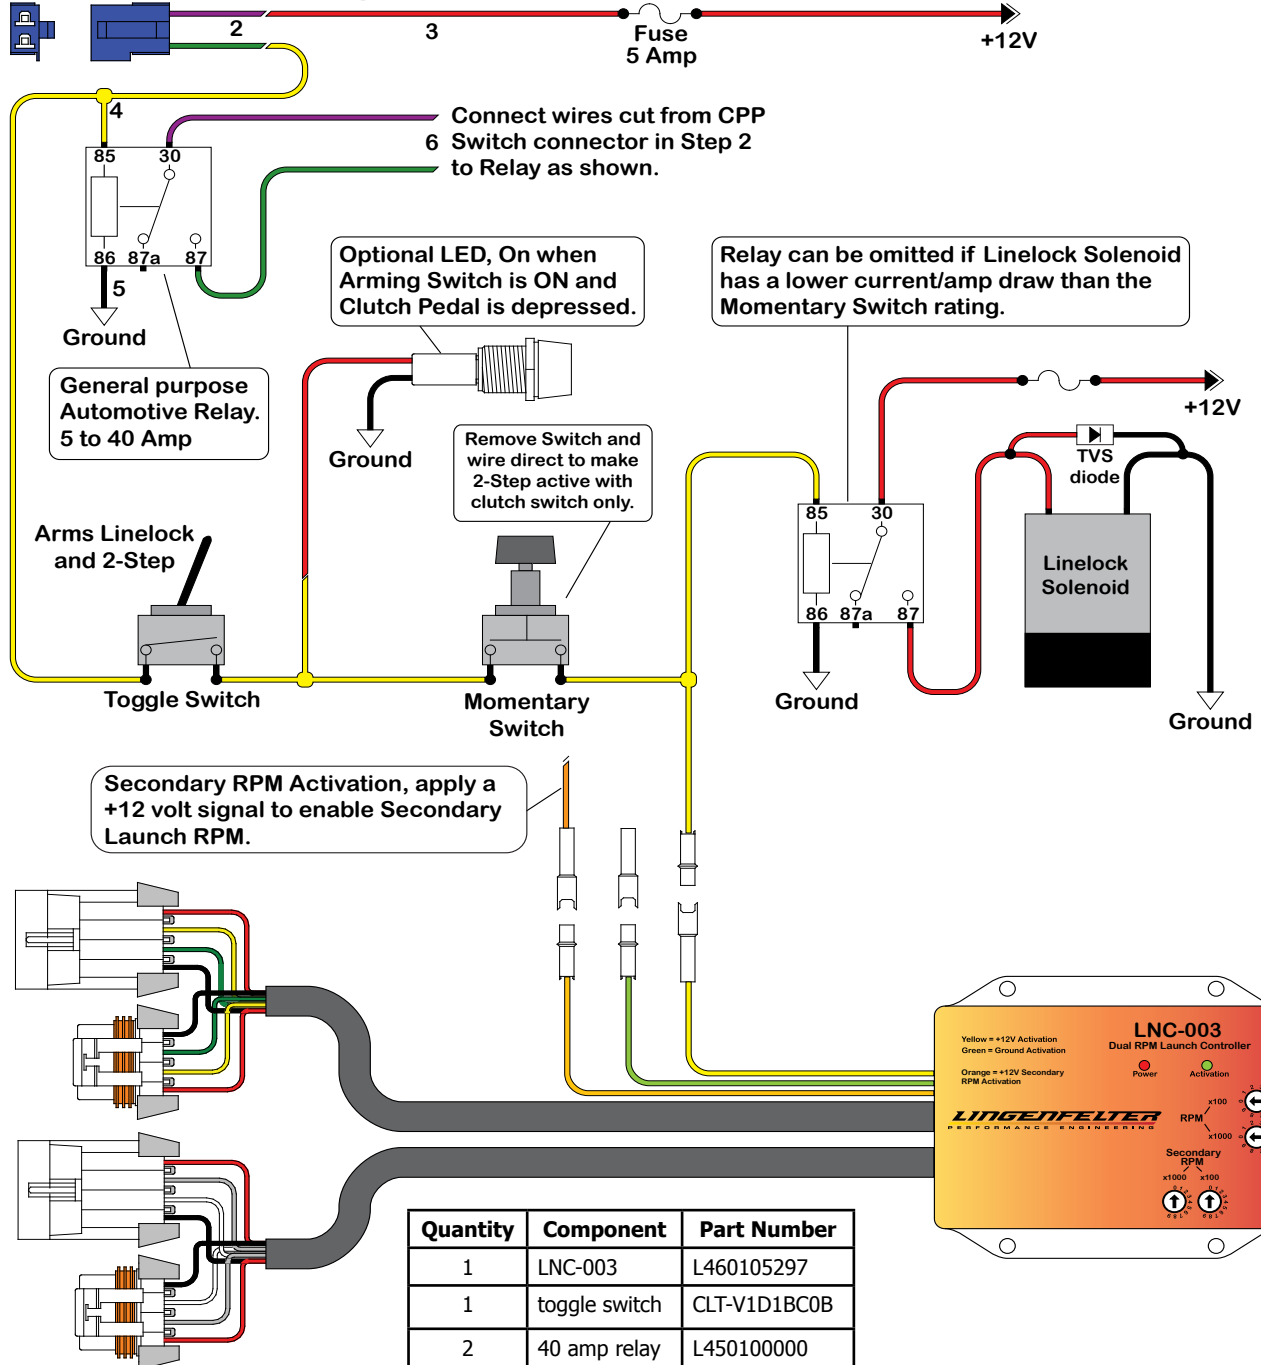 2
3
Fuse
5 Amp
+12V
4
Connect wires cut from CPP
6 Switch connector in Step 2
to Relay as shown.
85 30
86 87a 87
5
Ground
General purpose
Automotive Relay.
5 to 40 Amp
Optional LED, On when
Arming Switch is ON and
Clutch Pedal is depressed.
Ground
Relay can be omitted if Linelock Solenoid
has a lower current/amp draw than the
Momentary Switch rating.
+12V
TVS
diode
Remove Switch and
wire direct to make
2-Step active with
clutch switch only.
85 30
86 87a 87
Ground
Linelock
Solenoid
Ground
Arms Linelock
and 2-Step
Toggle Switch
Momentary
Switch
Secondary RPM Activation, apply a
+12 volt signal to enable Secondary
Launch RPM.
Yellow = +12V Activation
Green = Ground Activation
Orange = +12V Secondary
RPM Activation
LNC-003
Dual RPM Launch Controller
Power
Activation
LINGENFELTER
PERFORMANCE ENGINEERING
x100
RPM
x1000
Secondary
RPM
x1000 x100
Quantity Component Part Number
1 LNC-003 L460105297
1 toggle switch CLT-V1D1BC0B
2 40 amp relay L450100000